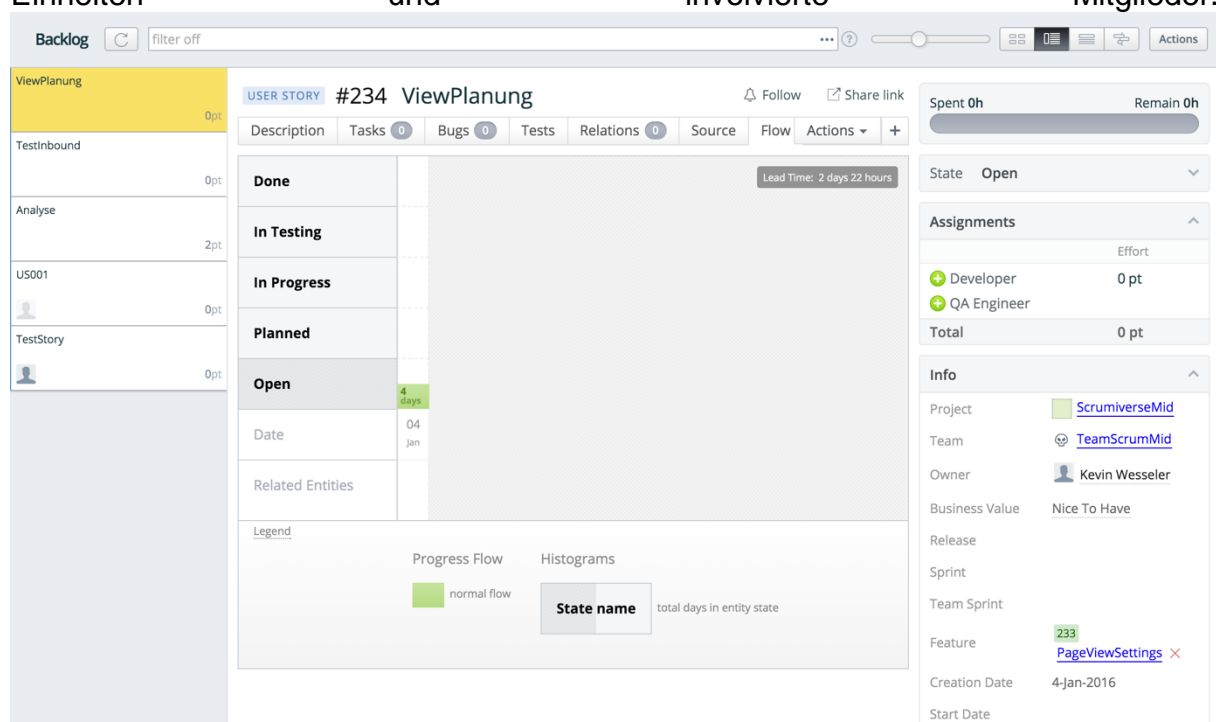 Einheiten und involvierte Mitglieder.
Backlog filter off ... ? Actions
ViewPlanung
0pt
TestInbound
0pt
Analyse
2pt
US001
0pt
TestStory
0pt
USER STORY #234 ViewPlanung Follow Share link
Description Tasks 0 Bugs 0 Tests Relations 0 Source Flow Actions +
Lead Time: 2 days 22 hours
Done
In Testing
In Progress
Planned
Open
4
days
Date
04
Jan
Related Entities
Legend
Progress Flow Histograms
normal flow
State name total days in entity state
Spent 0h Remain 0h
State Open
Assignments
Effort
Developer 0 pt
QA Engineer
Total 0 pt
Info
Project ScrumiverseMid
Team TeamScrumMid
Owner Kevin Wesseler
Business Value Nice To Have
Release
Sprint
Team Sprint
Feature 233
PageViewSettings
Creation Date 4-Jan-2016
Start Date